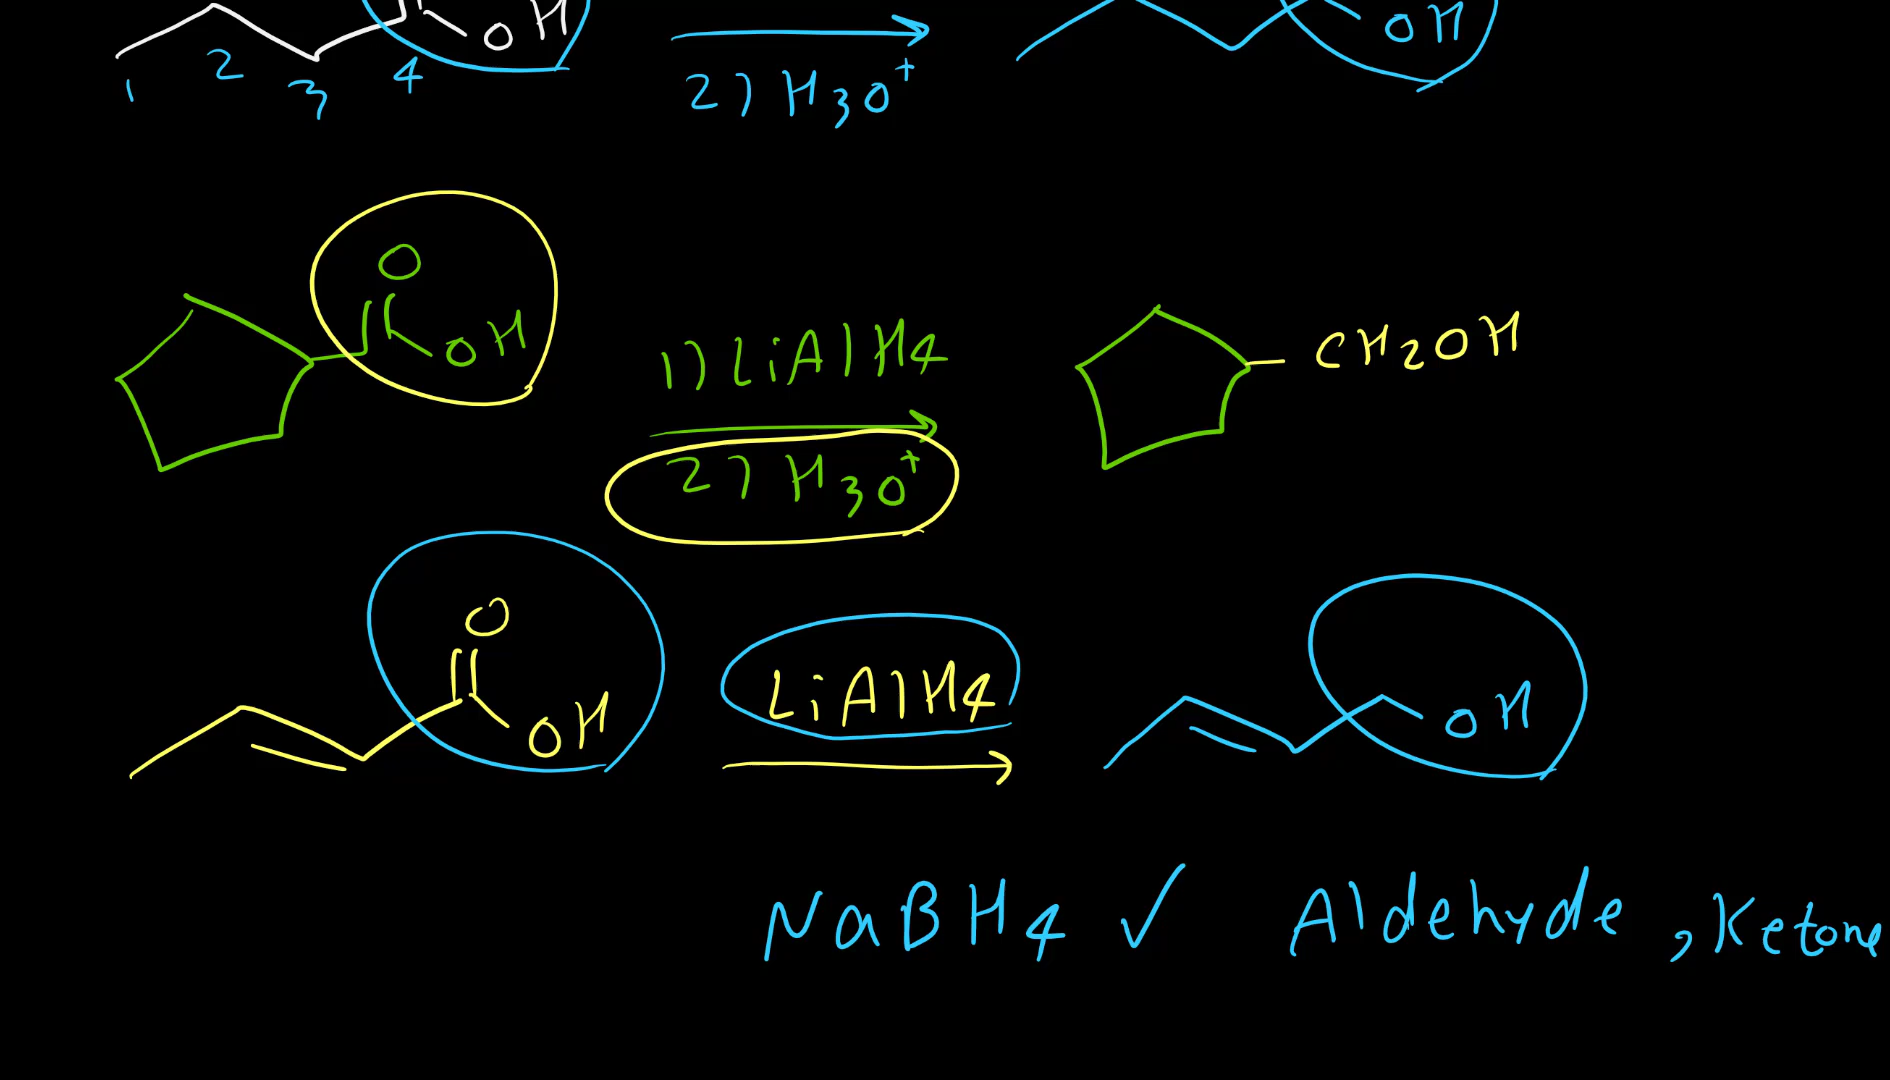 OH
OH
1 2 3 4
2) H3O+
O
OH
1) LiAlH4
CH2OH
2) H3O+
O
OH
LiAlH4
OH
NaBH4 ✓ Aldehyde, Ketone